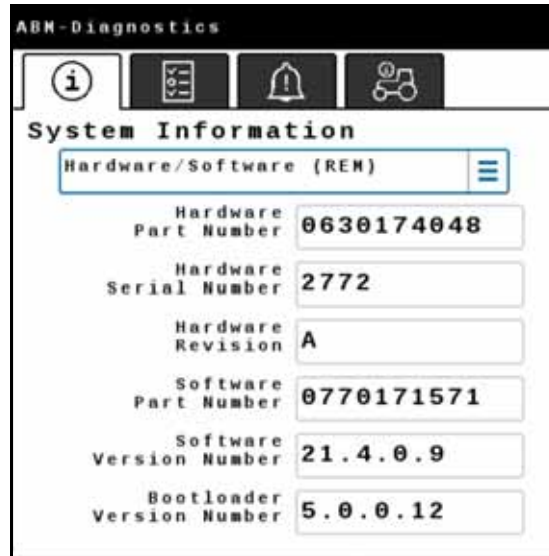 ABM-Diagnostics
System Information
Hardware/Software (REM)
Hardware
Part Number
0630174048
Hardware
Serial Number
2772
Hardware
Revision
A
Software
Part Number
0770171571
Software
Version Number
21.4.0.9
Bootloader
Version Number
5.0.0.12